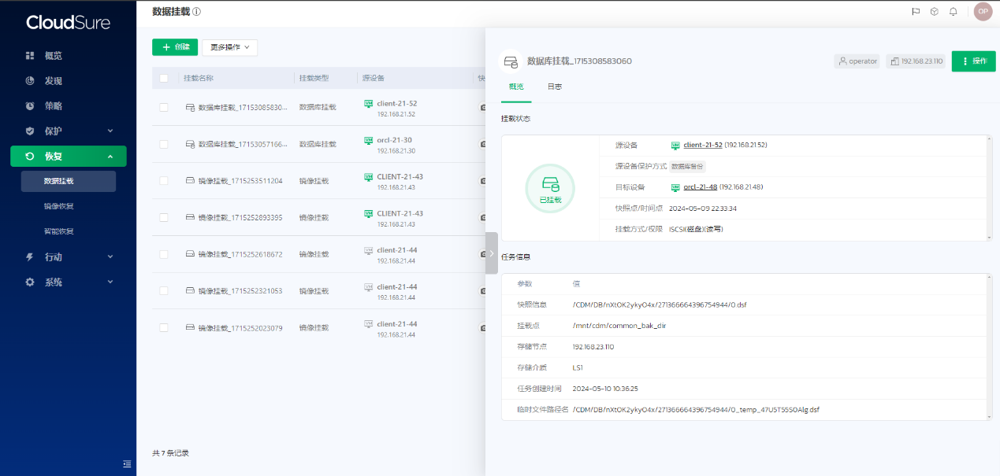 CloudSure
概览
发现
策略
保护
恢复
数据挂载
镜像恢复
智能恢复
行动
系统
数据挂载
OP
创建
更多操作
挂载名称 挂载类型 源设备 快
数据库挂载_17153085830... 数据库挂载 client-21-52
192.168.21.52
数据库挂载_17153057166... 数据库挂载 orcl-21-30
192.168.21.30
镜像挂载_1715253511204 镜像挂载 CLIENT-21-43
192.168.21.43
镜像挂载_1715252893395 镜像挂载 CLIENT-21-43
192.168.21.43
镜像挂载_1715252618672 镜像挂载 client-21-44
192.168.21.44
镜像挂载_1715252321053 镜像挂载 client-21-44
192.168.21.44
镜像挂载_1715252023079 镜像挂载 client-21-44
192.168.21.44
共 7 条记录
数据库挂载_1715308583060 operator 192.168.23.110 操作
概览 日志
挂载状态
已挂载
源设备 VM client-21-52 (192.168.21.52)
源设备保护方式 数据库备份
目标设备 VM orcl-21-48 (192.168.21.48)
快照点/时间点 2024-05-09 22:33:34
挂载方式/权限 ISCSI(磁盘)(读写)
任务信息
参数 值
快照信息 /CDM/DB/nXtOK2ykyO4x/271366664396754944/0.dsf
挂载点 /mnt/cdm/common_bak_dir
存储节点 192.168.23.110
存储介质 LS1
任务创建时间 2024-05-10 10:36:25
临时文件路径名 /CDM/DB/nXtOK2ykyO4x/271366664396754944/0_temp_47U5T55SOAlg.dsf